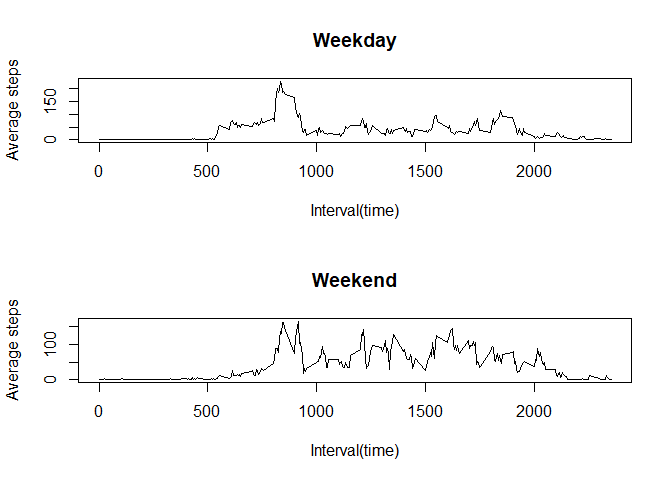 Weekday
Average steps
150
0
0 500 1000 1500 2000
Interval(time)
Weekend
Average steps
100
0
0 500 1000 1500 2000
Interval(time)